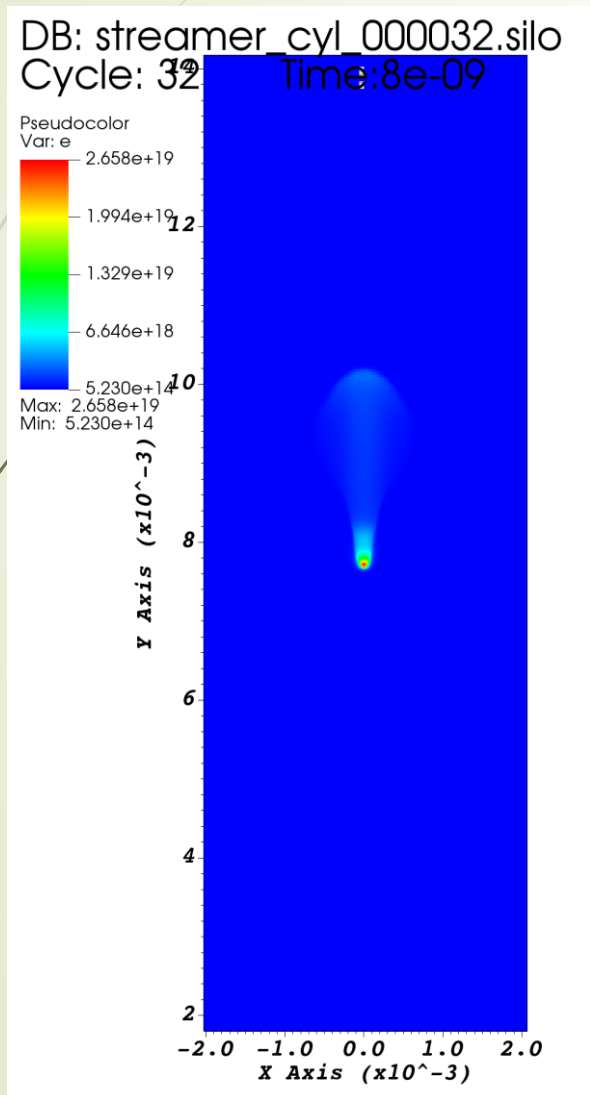 DB: streamer_cyl_000032.silo
Cycle: 32 Time:8e-09
Pseudocolor
Var: e
2.658e+19
1.994e+19
1.329e+19
6.646e+18
5.230e+14
Max: 2.658e+19
Min: 5.230e+14
14
12
10
8
6
4
2
Y Axis (x10^-3)
-2.0 -1.0 0.0 1.0 2.0
X Axis (x10^-3)